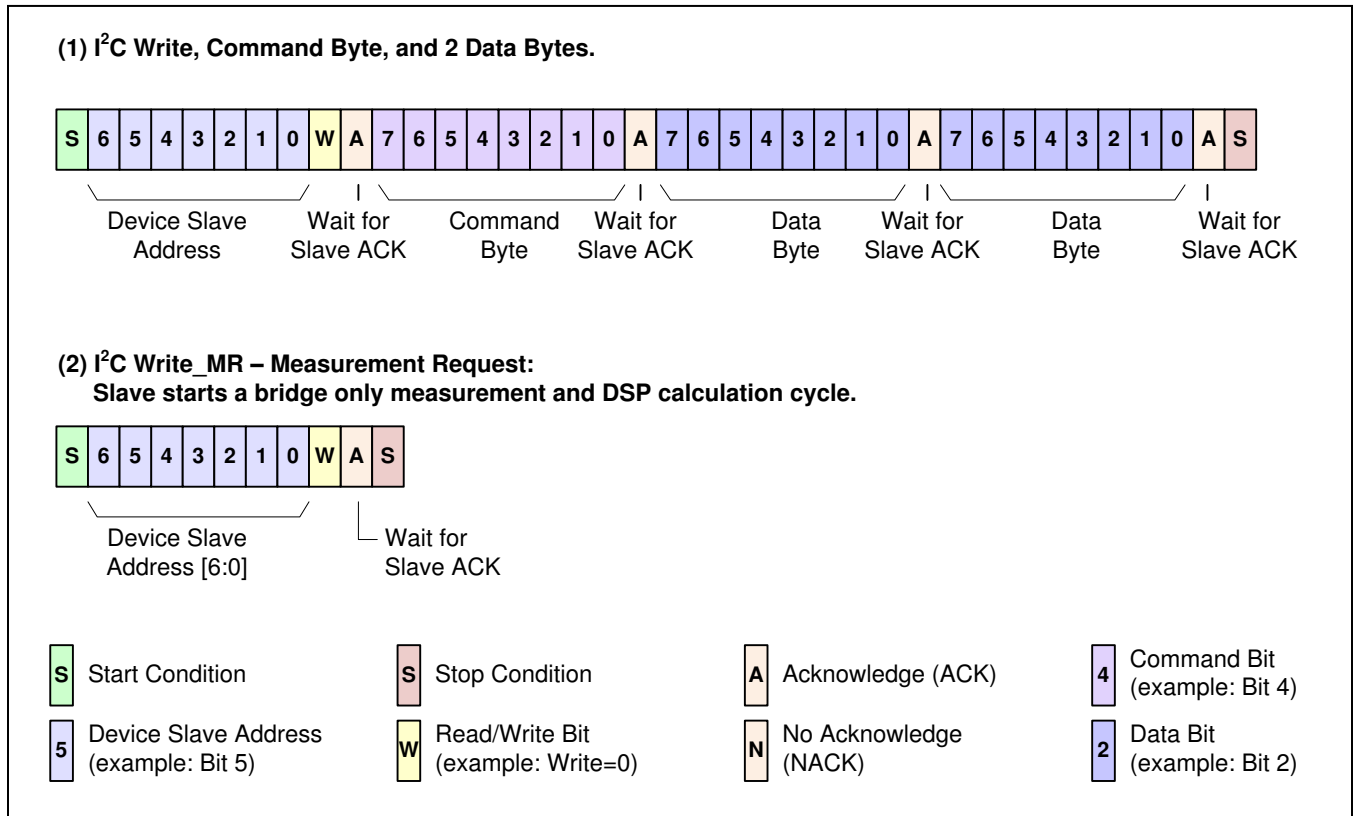 (1) I²C Write, Command Byte, and 2 Data Bytes.
S 6 5 4 3 2 1 0 W A 7 6 5 4 3 2 1 0 A 7 6 5 4 3 2 1 0 A 7 6 5 4 3 2 1 0 A S
Device Slave Address
Wait for Slave ACK
Command Byte
Wait for Slave ACK
Data Byte
Wait for Slave ACK
Data Byte
Wait for Slave ACK
(2) I²C Write_MR – Measurement Request:
Slave starts a bridge only measurement and DSP calculation cycle.
S 6 5 4 3 2 1 0 W A S
Device Slave
Address [6:0]
Wait for
Slave ACK
S Start Condition
S Stop Condition
A Acknowledge (ACK)
4 Command Bit
(example: Bit 4)
5 Device Slave Address
(example: Bit 5)
W Read/Write Bit
(example: Write=0)
N No Acknowledge
(NACK)
2 Data Bit
(example: Bit 2)